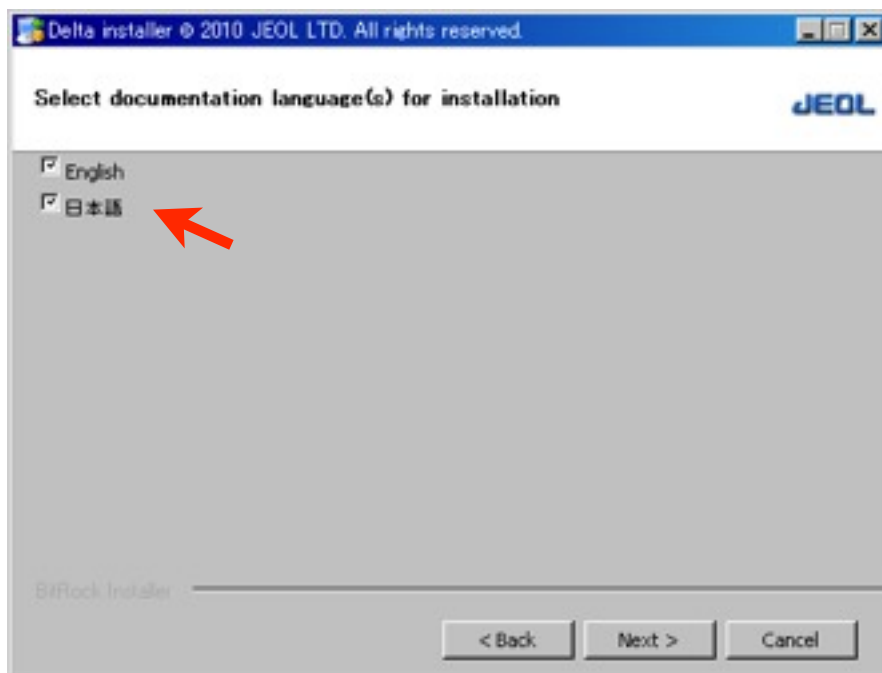 Delta installer © 2010 JEOL LTD. All rights reserved.
Select documentation language(s) for installation
JEOL
English
日本語
BitRock Installer
< Back
Next >
Cancel